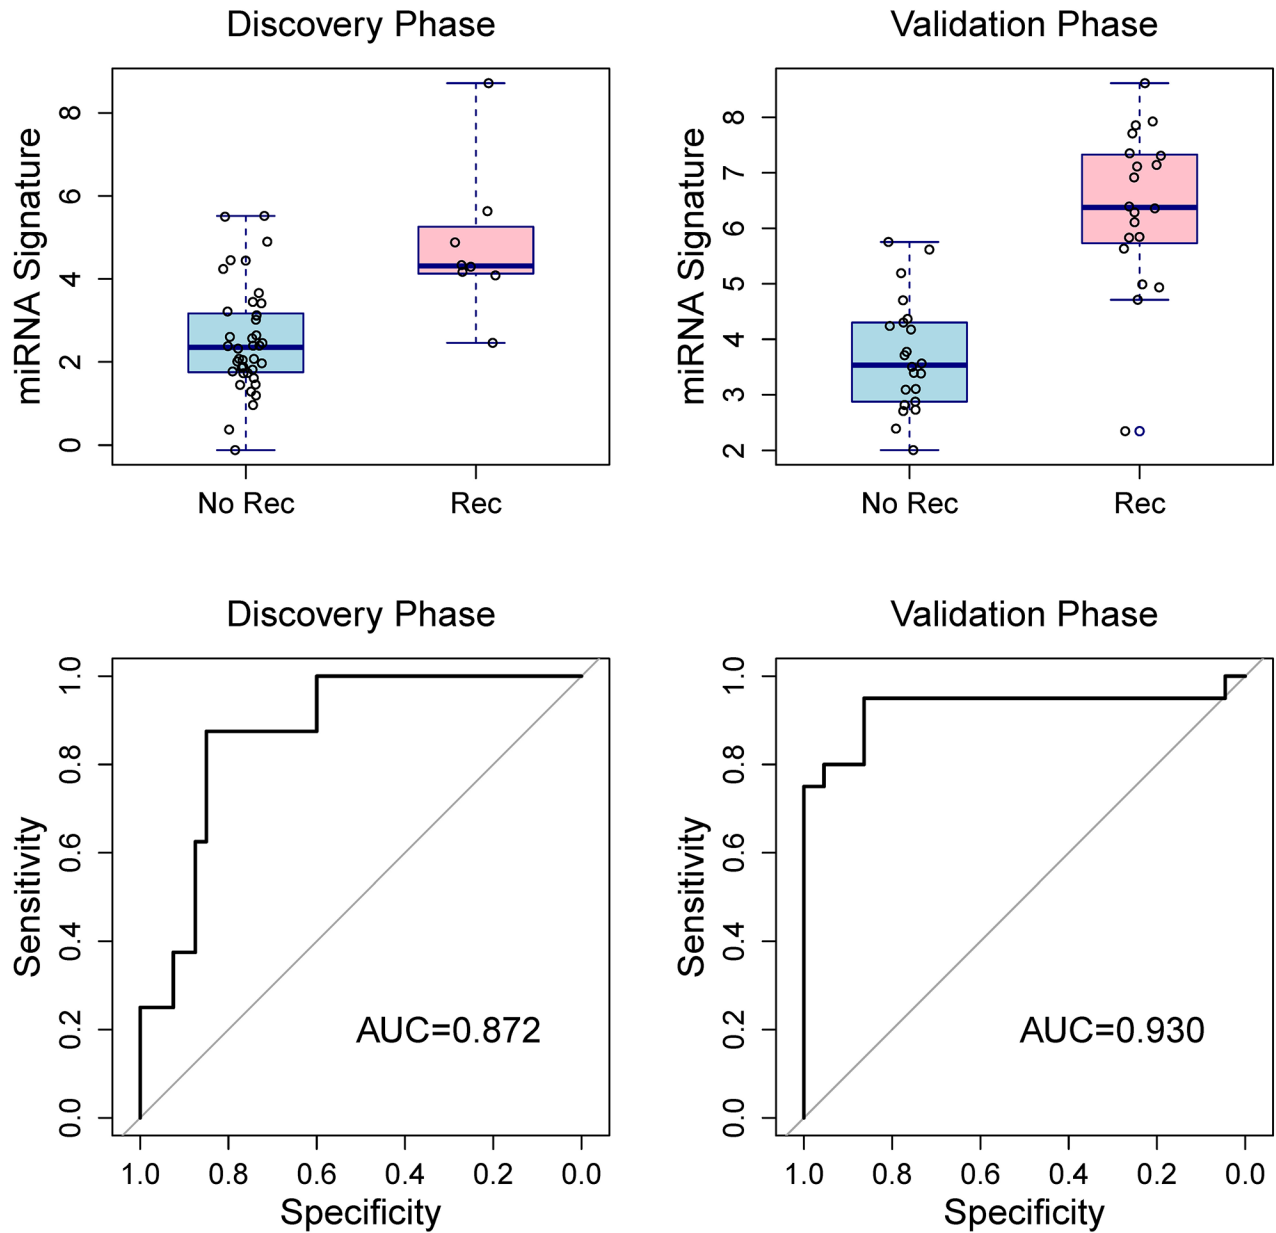 Discovery Phase
miRNA Signature
8
6
4
2
0
No Rec
Rec
Validation Phase
miRNA Signature
8
7
6
5
4
3
2
No Rec
Rec
Discovery Phase
Sensitivity
1.0
0.8
0.6
0.4
0.2
0.0
AUC=0.872
1.0 0.8 0.6 0.4 0.2 0.0
Specificity
Validation Phase
Sensitivity
1.0
0.8
0.6
0.4
0.2
0.0
AUC=0.930
1.0 0.8 0.6 0.4 0.2 0.0
Specificity